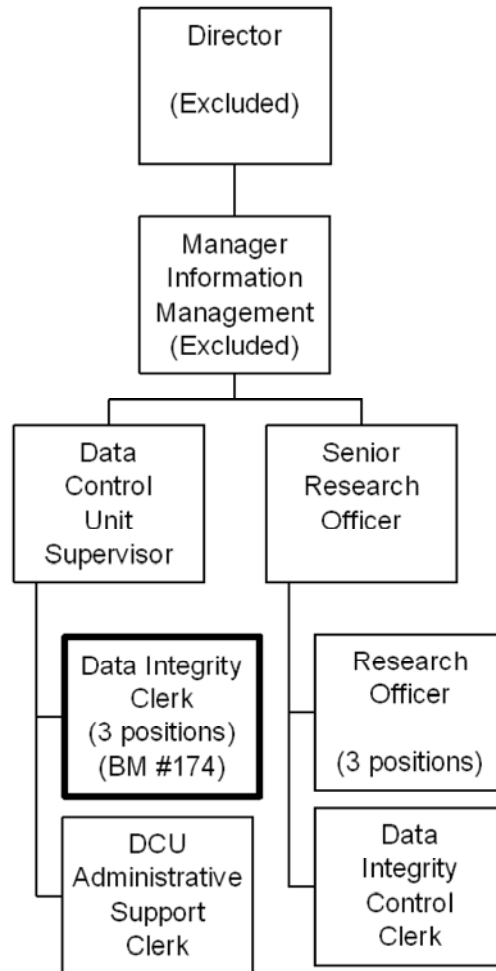 Director
(Excluded)
Manager
Information
Management
(Excluded)
Data
Control
Unit
Supervisor
Senior
Research
Officer
Data Integrity
Clerk
(3 positions)
(BM #174)
DCU
Administrative
Support
Clerk
Research
Officer
(3 positions)
Data
Integrity
Control
Clerk